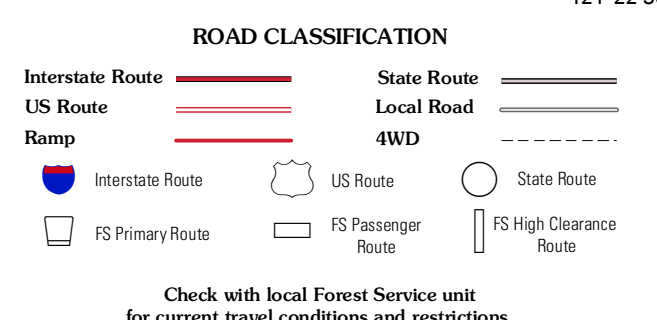 ROAD CLASSIFICATION
Interstate Route
State Route
US Route
Local Road
Ramp
4WD
Interstate Route
US Route
State Route
FS Primary Route
FS Passenger
Route
FS High Clearance
Route
Check with local Forest Service unit
for current travel conditions and restrictions